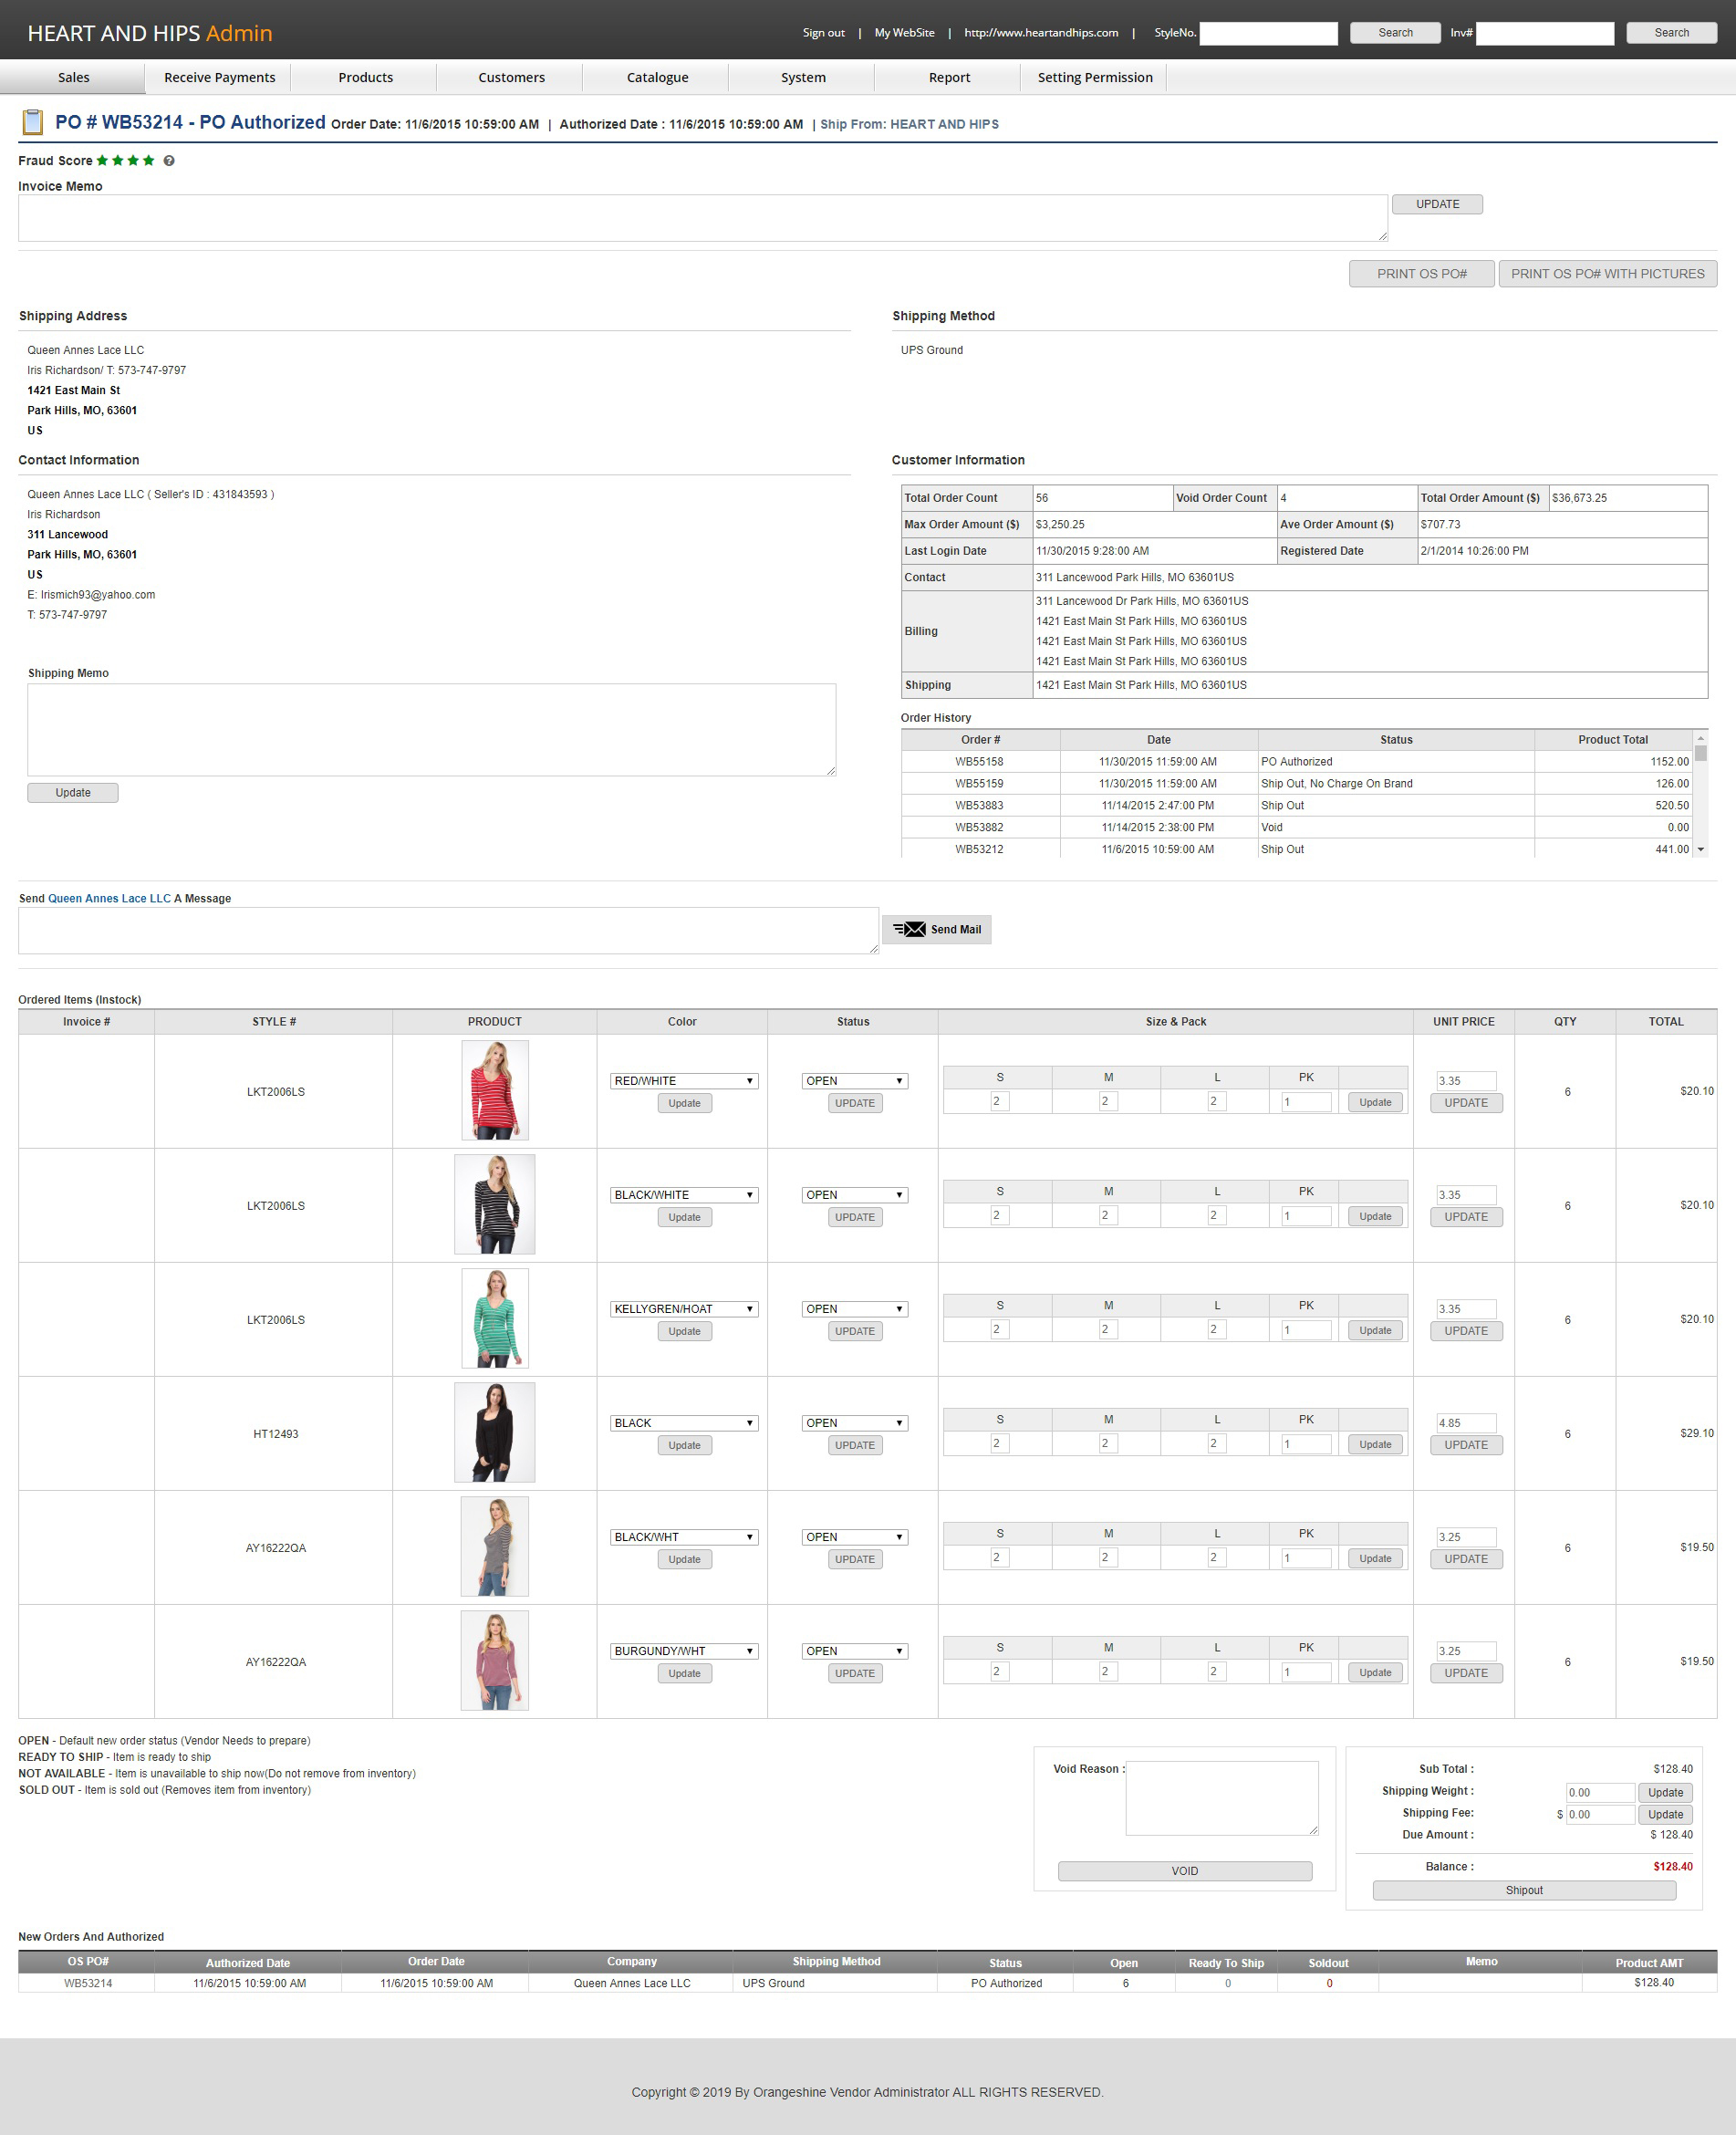 HEART AND HIPS Admin
Sign out | My WebSite | http://www.heartandhips.com | StyleNo. Search Inv# Search
Sales Receive Payments Products Customers Catalogue System Report Setting Permission
PO # WB53214 - PO Authorized Order Date: 11/6/2015 10:59:00 AM | Authorized Date : 11/6/2015 10:59:00 AM | Ship From: HEART AND HIPS
Fraud Score
Invoice Memo
UPDATE
PRINT OS PO# PRINT OS PO# WITH PICTURES
Shipping Address
Queen Annes Lace LLC
Iris Richardson/ T: 573-747-9797
1421 East Main St
Park Hills, MO, 63601
US
Shipping Method
UPS Ground
Contact Information
Queen Annes Lace LLC ( Seller's ID : 431843593 )
Iris Richardson
311 Lancewood
Park Hills, MO, 63601
US
E: Irismich93@yahoo.com
T: 573-747-9797
Shipping Memo
Update
Customer Information
Total Order Count 56 Void Order Count 4 Total Order Amount ($) $36,673.25
Max Order Amount ($) $3,250.25 Ave Order Amount ($) $707.73
Last Login Date 11/30/2015 9:28:00 AM Registered Date 2/1/2014 10:26:00 PM
Contact 311 Lancewood Park Hills, MO 63601US
Billing
311 Lancewood Dr Park Hills, MO 63601US
1421 East Main St Park Hills, MO 63601US
1421 East Main St Park Hills, MO 63601US
1421 East Main St Park Hills, MO 63601US
Shipping 1421 East Main St Park Hills, MO 63601US
Order History
Order # Date Status Product Total
WB55158 11/30/2015 11:59:00 AM PO Authorized 1152.00
WB55159 11/30/2015 11:59:00 AM Ship Out, No Charge On Brand 126.00
WB53883 11/14/2015 2:47:00 PM Ship Out 520.50
WB53882 11/14/2015 2:38:00 PM Void 0.00
WB53212 11/6/2015 10:59:00 AM Ship Out 441.00
Send Queen Annes Lace LLC A Message
Send Mail
Ordered Items (Instock)
Invoice # STYLE # PRODUCT Color Status Size & Pack UNIT PRICE QTY TOTAL
S M L PK
RED/WHITE OPEN 3.35
LKT2006LS 6 $20.10
Update UPDATE 2 2 2 1 Update UPDATE
S M L PK
BLACK/WHITE OPEN 3.35
LKT2006LS 6 $20.10
Update UPDATE 2 2 2 1 Update UPDATE
S M L PK
KELLYGREN/HOAT OPEN 3.35
LKT2006LS 6 $20.10
Update UPDATE 2 2 2 1 Update UPDATE
S M L PK
BLACK OPEN 4.85
HT12493 6 $29.10
Update UPDATE 2 2 2 1 Update UPDATE
S M L PK
BLACK/WHT OPEN 3.25
AY16222QA 6 $19.50
Update UPDATE 2 2 2 1 Update UPDATE
S M L PK
BURGUNDY/WHT OPEN 3.25
AY16222QA 6 $19.50
Update UPDATE 2 2 2 1 Update UPDATE
OPEN - Default new order status (Vendor Needs to prepare)
READY TO SHIP - Item is ready to ship
NOT AVAILABLE - Item is unavailable to ship now(Do not remove from inventory)
SOLD OUT - Item is sold out (Removes item from inventory)
Void Reason :
VOID
Sub Total : $128.40
Shipping Weight : 0.00 Update
Shipping Fee: $ 0.00 Update
Due Amount : $ 128.40
Balance : $128.40
Shipout
New Orders And Authorized
OS PO# Authorized Date Order Date Company Shipping Method Status Open Ready To Ship Soldout Memo Product AMT
WB53214 11/6/2015 10:59:00 AM 11/6/2015 10:59:00 AM Queen Annes Lace LLC UPS Ground PO Authorized 6 0 0 $128.40
Copyright © 2019 By Orangeshine Vendor Administrator ALL RIGHTS RESERVED.